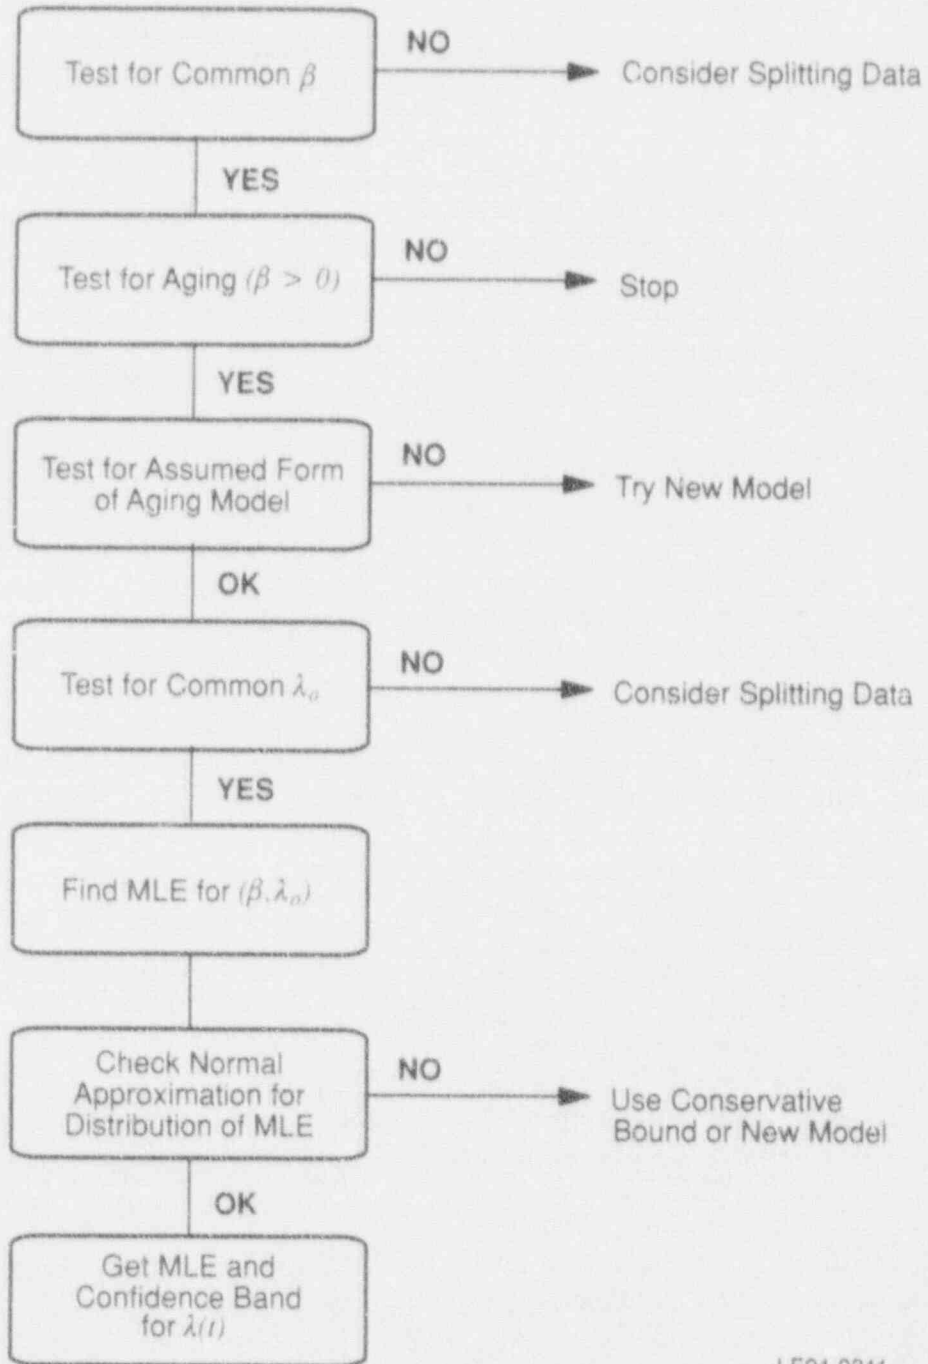 Test for Common β
NO
Consider Splitting Data
YES
Test for Aging (β > 0)
NO
Stop
YES
Test for Assumed Form
of Aging Model
NO
Try New Model
OK
Test for Common λₒ
NO
Consider Splitting Data
YES
Find MLE for (β,λₒ)
Check Normal
Approximation for
Distribution of MLE
NO
Use Conservative
Bound or New Model
OK
Get MLE and
Confidence Band
for λ(t)